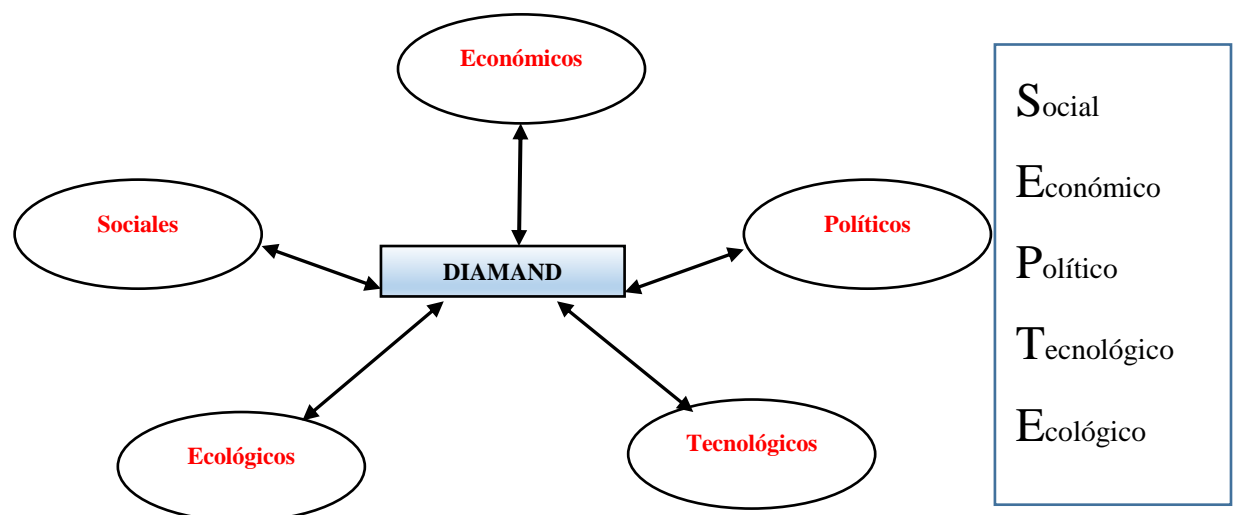 Económicos
Sociales
Políticos
DIAMAND
Ecológicos
Tecnológicos
Social
Económico
Político
Tecnológico
Ecológico